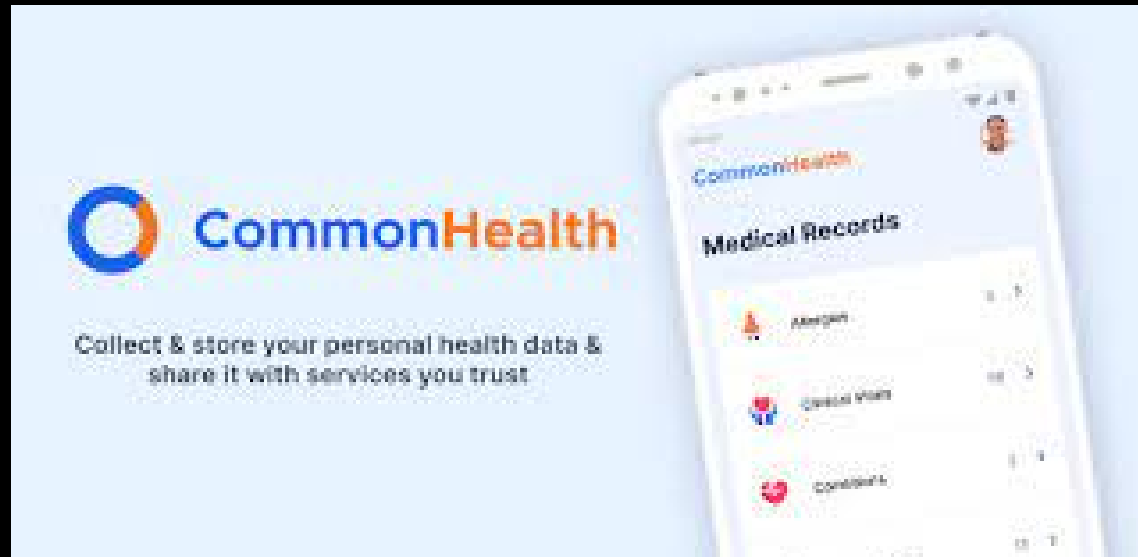 CommonHealth
Collect & store your personal health data &
share it with services you trust
CommonHealth
Medical Records
Allergies
Clinical Vitals
Conditions